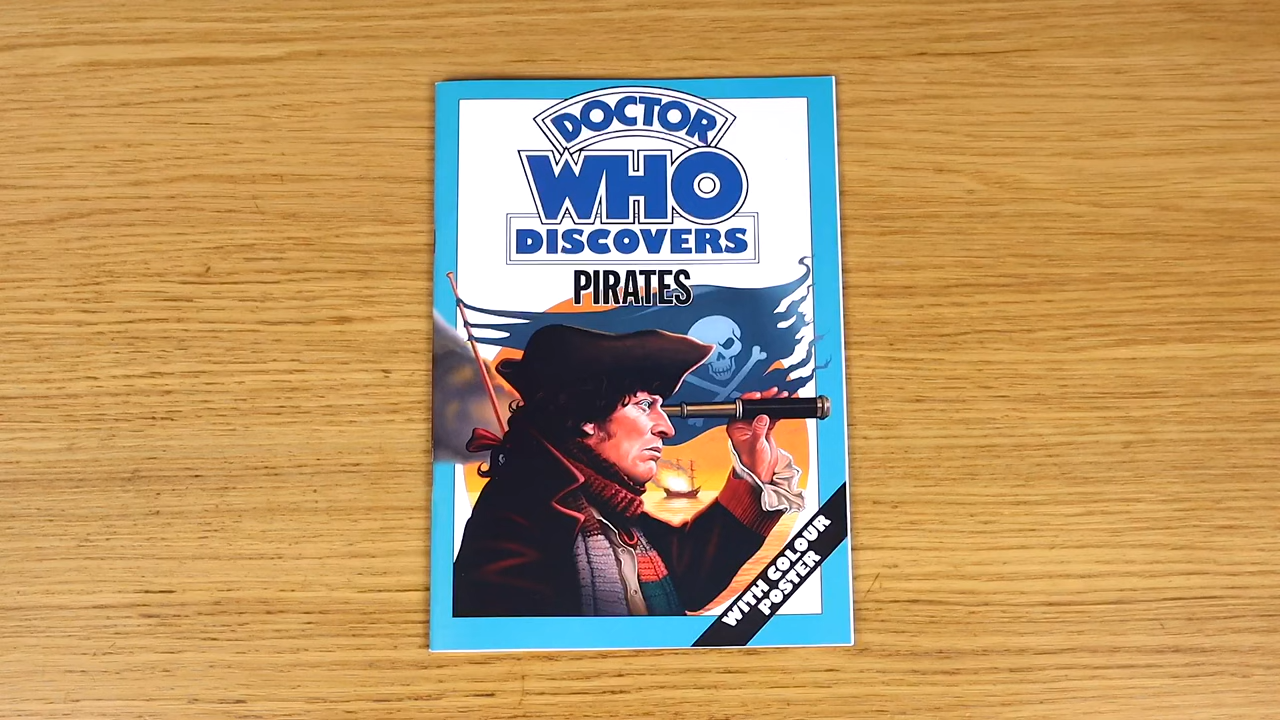 DOCTOR
WHO
DISCOVERS
PIRATES
WITH COLOUR
POSTER